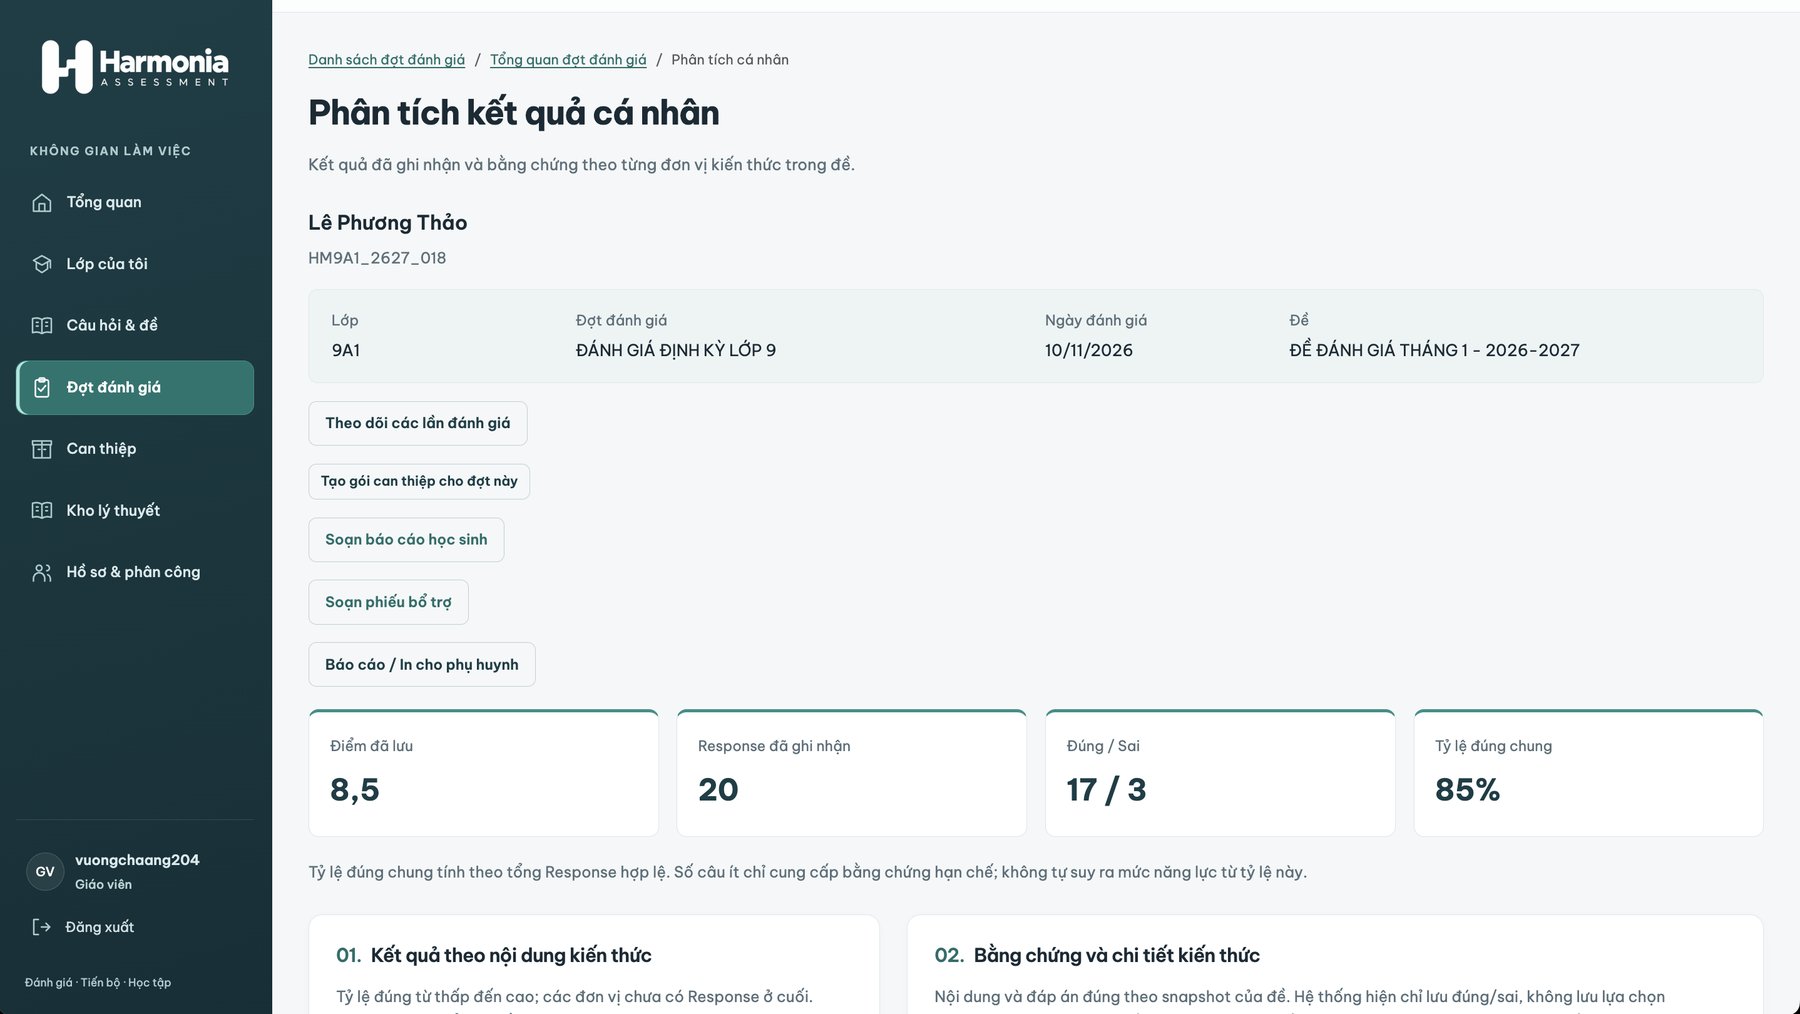 Harmonia
ASSESSMENT
KHÔNG GIAN LÀM VIỆC
Tổng quan
Lớp của tôi
Câu hỏi & đề
Đợt đánh giá
Can thiệp
Kho lý thuyết
Hồ sơ & phân công
GV
vuongchaang204
Giáo viên
Đăng xuất
Đánh giá · Tiến bộ · Học tập
Danh sách đợt đánh giá / Tổng quan đợt đánh giá / Phân tích cá nhân
Phân tích kết quả cá nhân
Kết quả đã ghi nhận và bằng chứng theo từng đơn vị kiến thức trong đề.
Lê Phương Thảo
HM9A1_2627_018
Lớp
9A1
Đợt đánh giá
ĐÁNH GIÁ ĐỊNH KỲ LỚP 9
Ngày đánh giá
10/11/2026
Đề
ĐỀ ĐÁNH GIÁ THÁNG 1 - 2026-2027
Theo dõi các lần đánh giá
Tạo gói can thiệp cho đợt này
Soạn báo cáo học sinh
Soạn phiếu bổ trợ
Báo cáo / In cho phụ huynh
Điểm đã lưu
8,5
Response đã ghi nhận
20
Đúng / Sai
17 / 3
Tỷ lệ đúng chung
85%
Tỷ lệ đúng chung tính theo tổng Response hợp lệ. Số câu ít chỉ cung cấp bằng chứng hạn chế; không tự suy ra mức năng lực từ tỷ lệ này.
01. Kết quả theo nội dung kiến thức
Tỷ lệ đúng từ thấp đến cao; các đơn vị chưa có Response ở cuối.
02. Bằng chứng và chi tiết kiến thức
Nội dung và đáp án đúng theo snapshot của đề. Hệ thống hiện chỉ lưu đúng/sai, không lưu lựa chọn